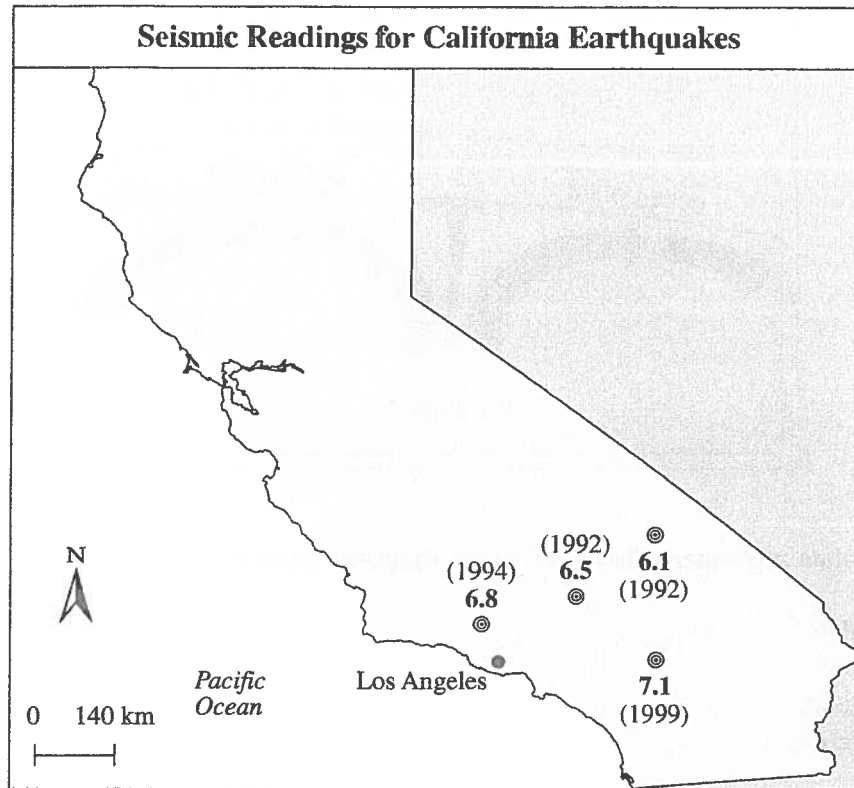 Seismic Readings for California Earthquakes
(1992)
6.5
6.1
(1992)
(1994)
6.8
N
7.1
(1999)
Los Angeles
Pacific
Ocean
0 140 km